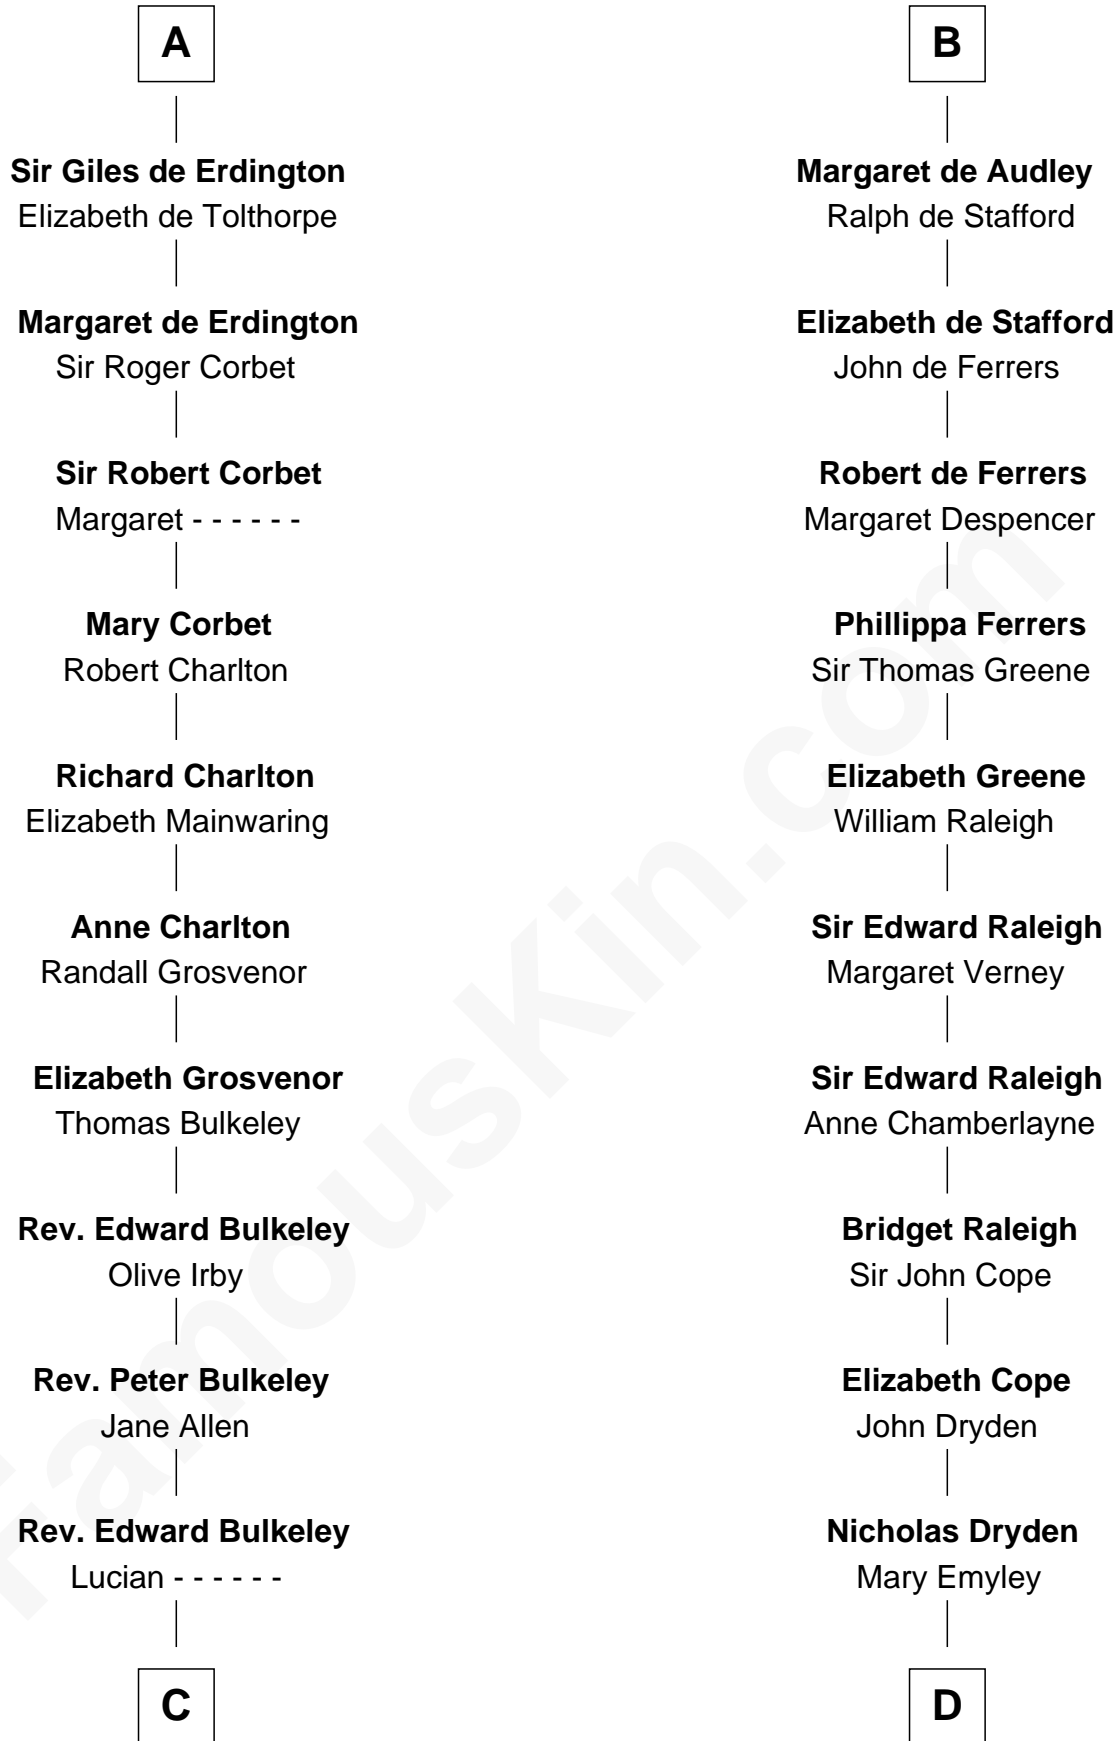 A
Sir Giles de Erdington
Elizabeth de Tolthorpe
Margaret de Erdington
Sir Roger Corbet
Sir Robert Corbet
Margaret - - - - - -
Mary Corbet
Robert Charlton
Richard Charlton
Elizabeth Mainwaring
Anne Charlton
Randall Grosvenor
Elizabeth Grosvenor
Thomas Bulkeley
Rev. Edward Bulkeley
Olive Irby
Rev. Peter Bulkeley
Jane Allen
Rev. Edward Bulkeley
Lucian - - - - - -
C
B
Margaret de Audley
Ralph de Stafford
Elizabeth de Stafford
John de Ferrers
Robert de Ferrers
Margaret Despencer
Phillippa Ferrers
Sir Thomas Greene
Elizabeth Greene
William Raleigh
Sir Edward Raleigh
Margaret Verney
Sir Edward Raleigh
Anne Chamberlayne
Bridget Raleigh
Sir John Cope
Elizabeth Cope
John Dryden
Nicholas Dryden
Mary Emyley
D
FamousKin.com